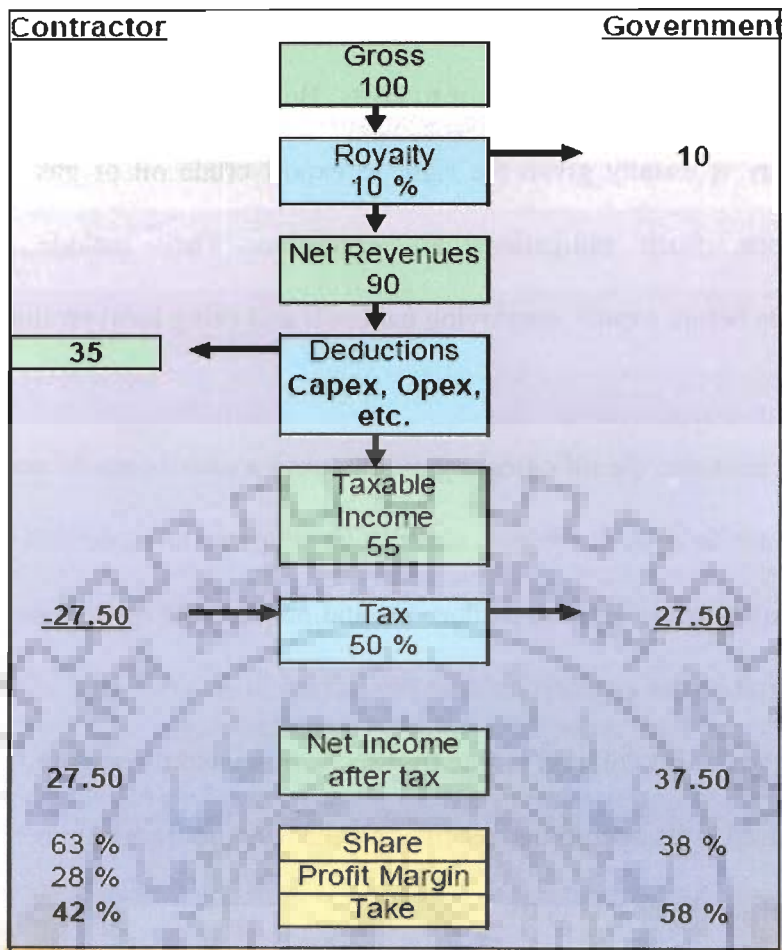 Contractor Government
Gross
100
Royalty 10
10 %
Net Revenues
90
35 Deductions
Capex, Opex,
etc.
Taxable
Income
55
-27.50 Tax 27.50
50 %
Net Income
27.50 after tax 37.50
63 % Share 38 %
28 % Profit Margin
42 % Take 58 %